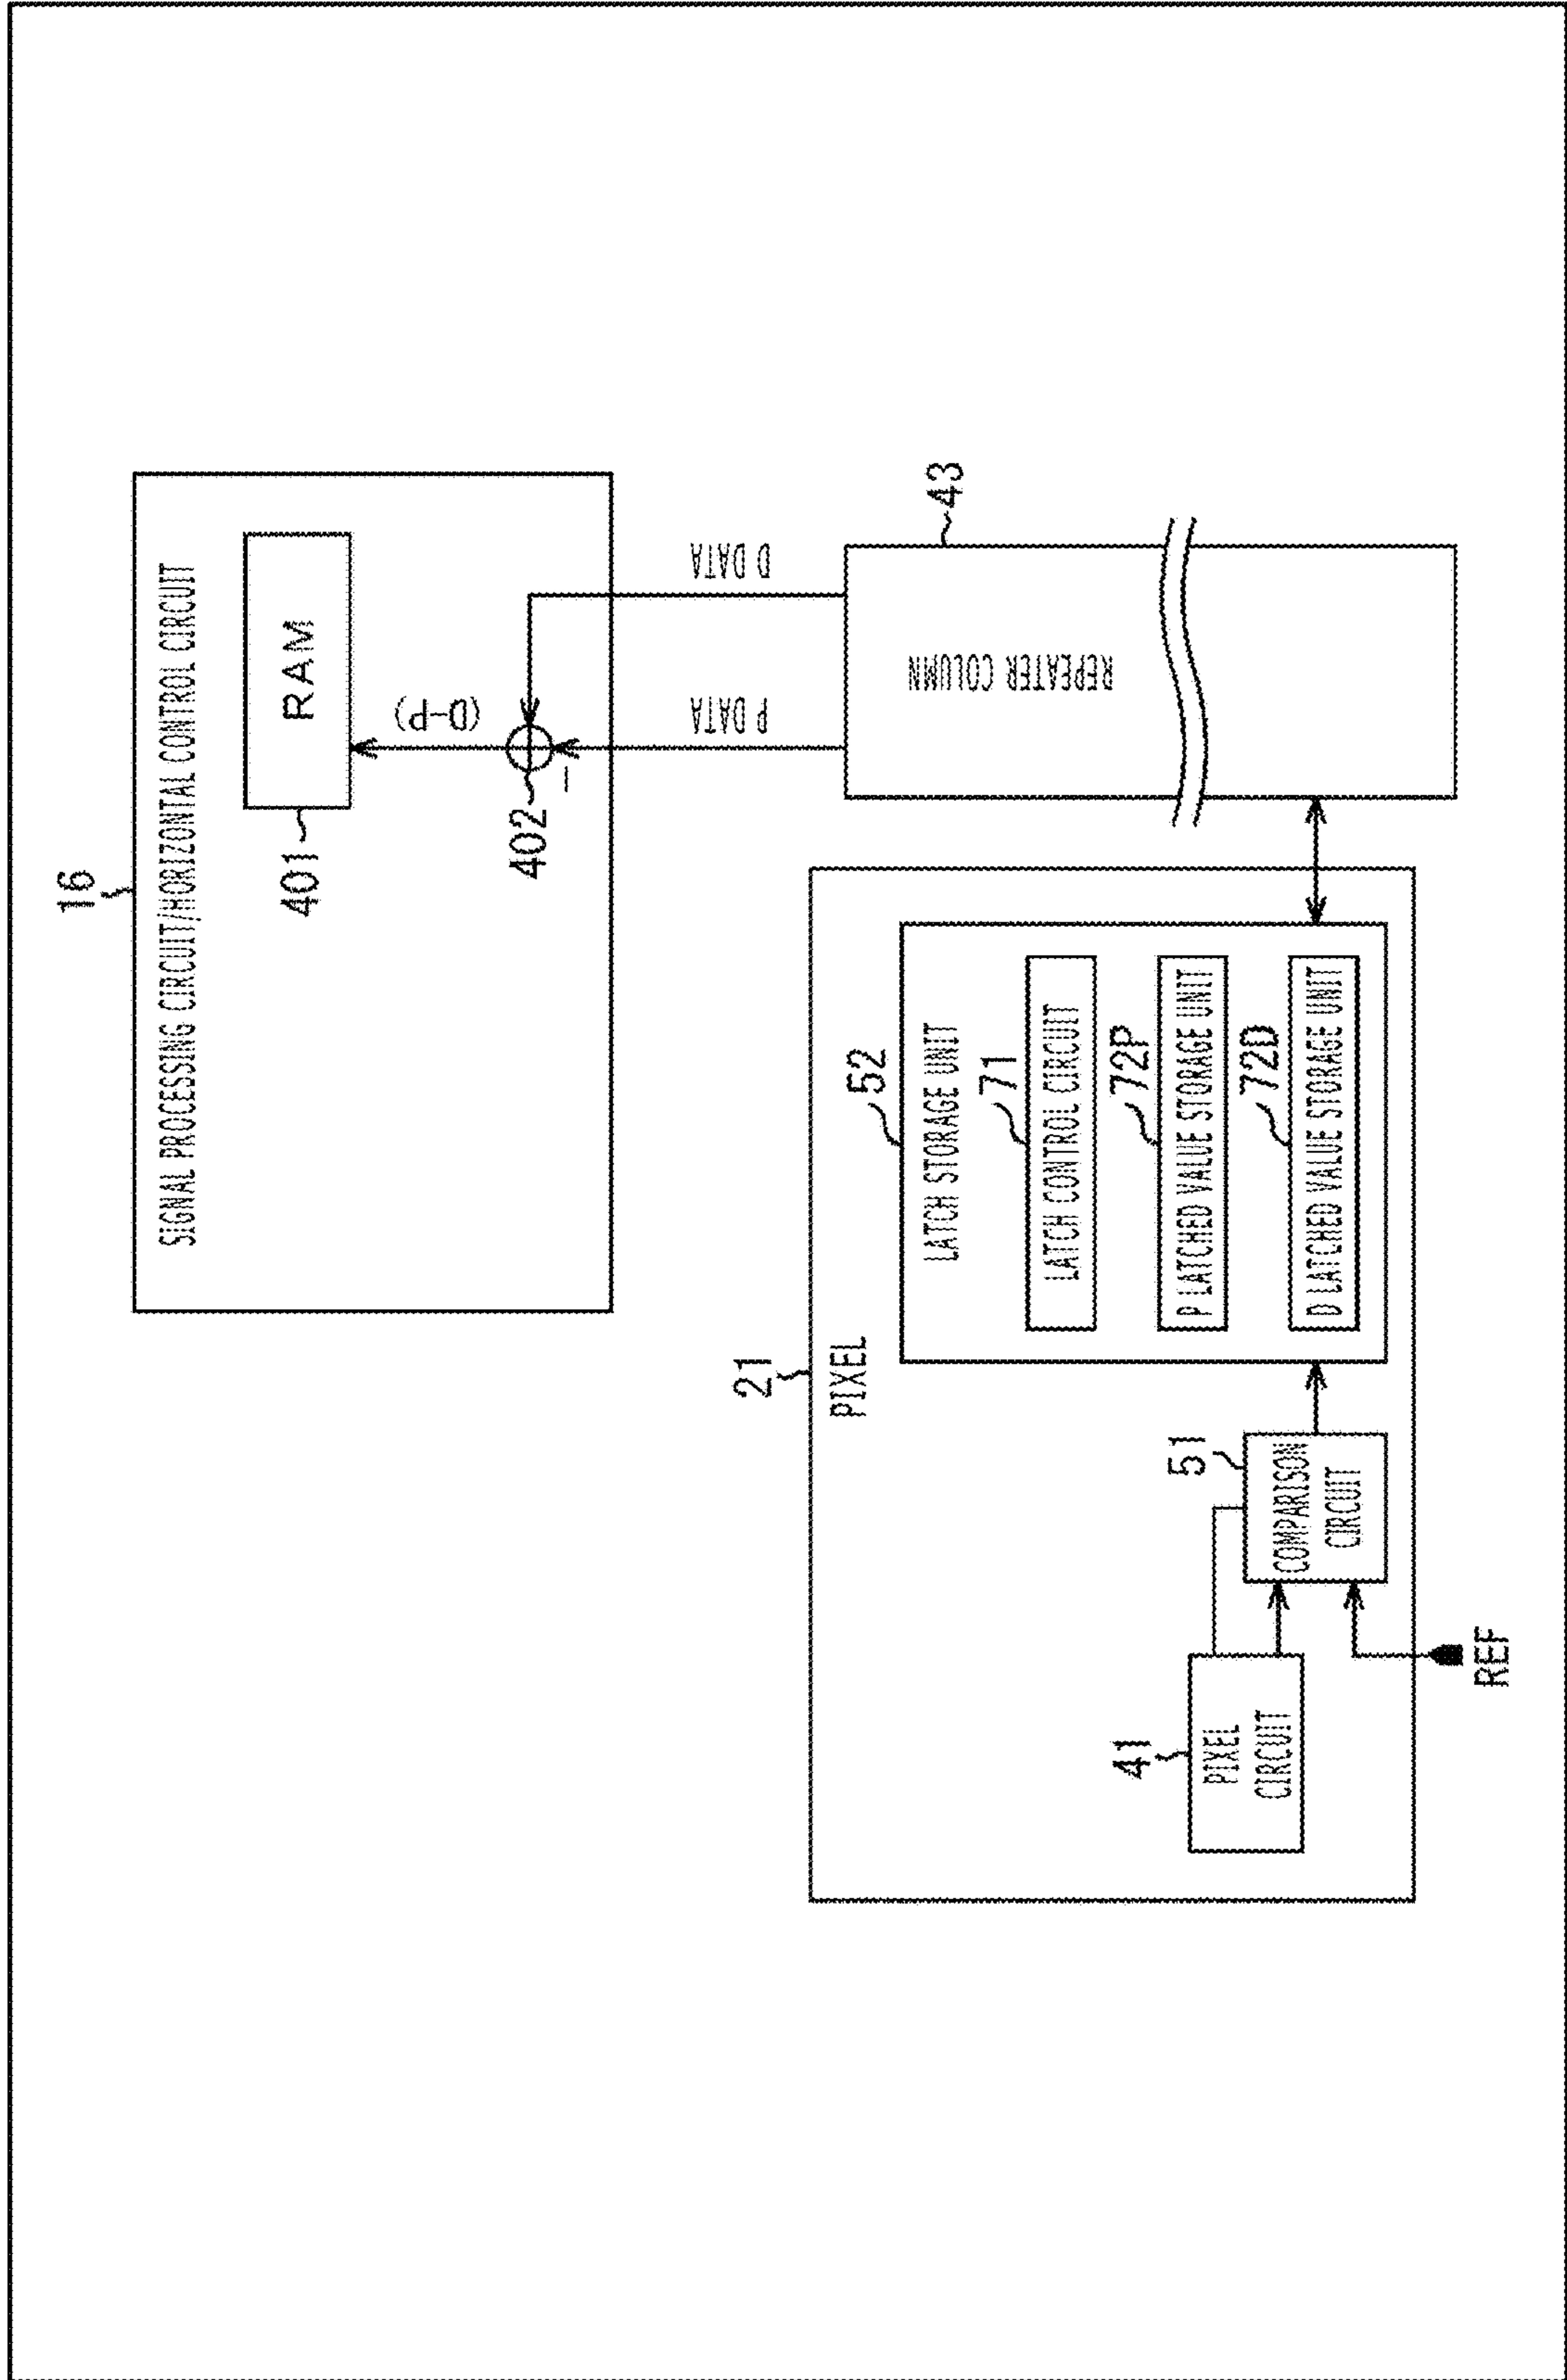 16
SIGNAL PROCESSING CIRCUIT/HORIZONTAL CONTROL CIRCUIT
RAM
401
(D-P)
402
−
P DATA
D DATA
43
REPEATER COLUMN
21
PIXEL
52
LATCH STORAGE UNIT
71
LATCH CONTROL CIRCUIT
72P
P LATCHED VALUE STORAGE UNIT
72D
D LATCHED VALUE STORAGE UNIT
51
COMPARISON
CIRCUIT
41
PIXEL
CIRCUIT
REF